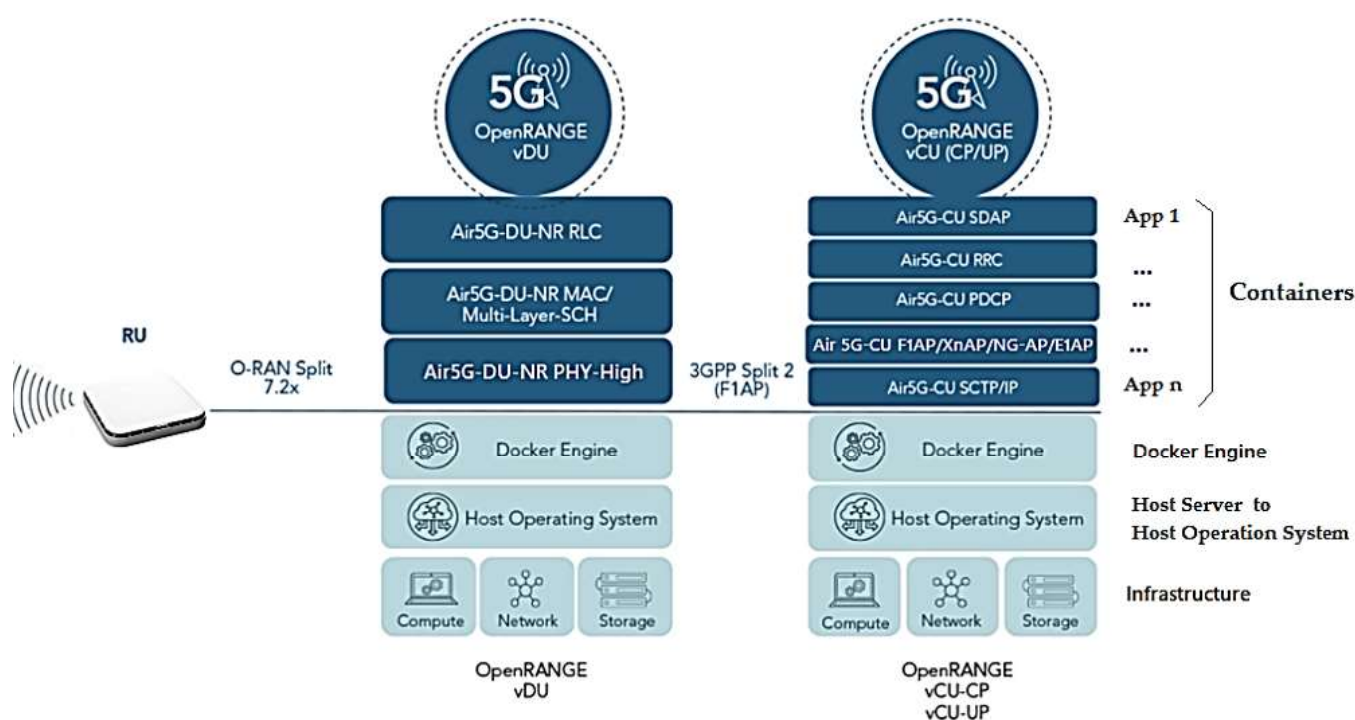 5G
OpenRANGE
vDU
5G
OpenRANGE
vCU (CP/UP)
Air5G-DU-NR RLC
Air5G-DU-NR MAC/
Multi-Layer-SCH
Air5G-DU-NR PHY-High
Air5G-CU SDAP
Air5G-CU RRC
Air5G-CU PDCP
Air 5G-CU F1AP/XnAP/NG-AP/E1AP
Air5G-CU SCTP/IP
App 1
...
...
...
App n
Containers
RU
O-RAN Split
7.2x
3GPP Split 2
(F1AP)
Docker Engine
Docker Engine
Docker Engine
Host Operating System
Host Operating System
Host Server to
Host Operation System
Compute
Network
Storage
Compute
Network
Storage
Infrastructure
OpenRANGE
vDU
OpenRANGE
vCU-CP
vCU-UP